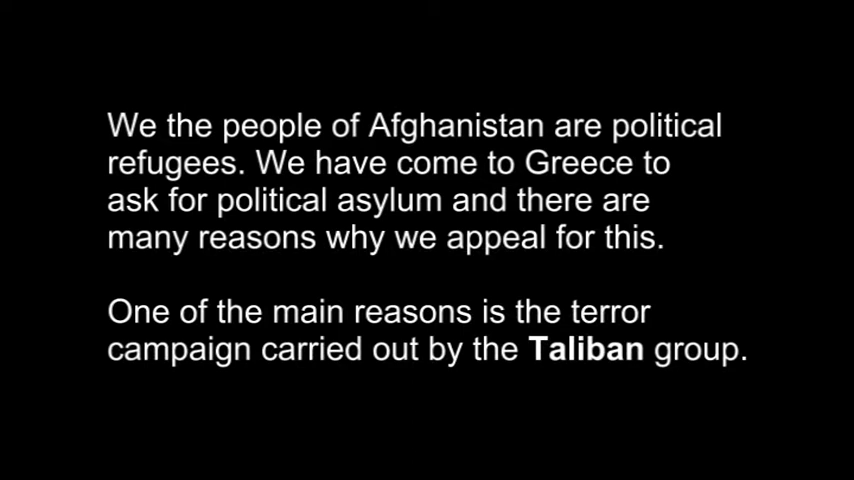 We the people of Afghanistan are political
refugees. We have come to Greece to
ask for political asylum and there are
many reasons why we appeal for this.
One of the main reasons is the terror
campaign carried out by the Taliban group.